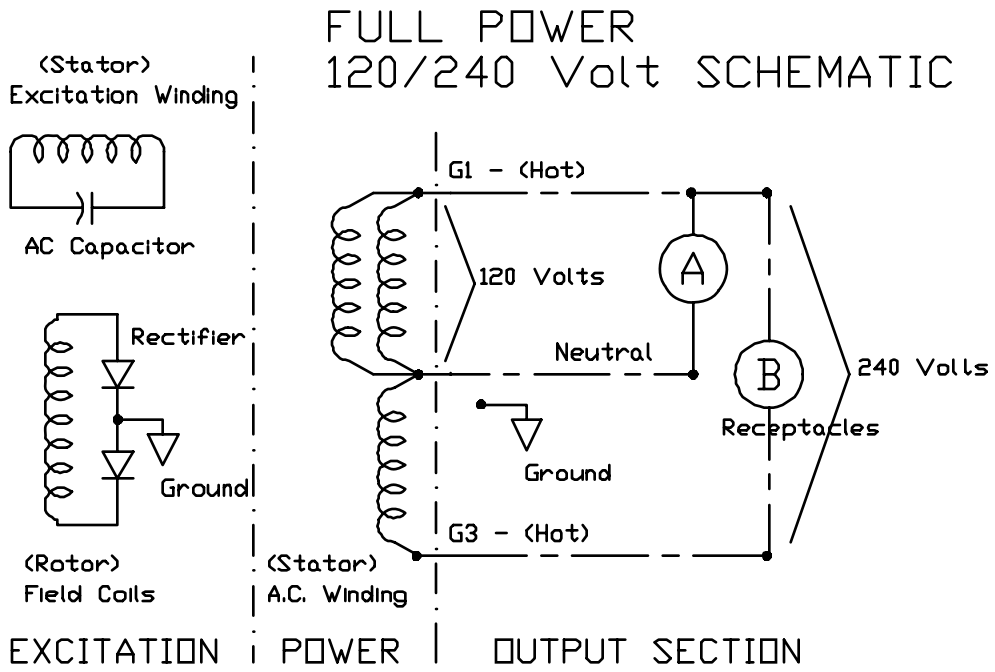 FULL POWER
120/240 Volt SCHEMATIC
(Stator)
Excitation Winding
AC Capacitor
Rectifier
Ground
(Rotor)
Field Coils
EXCITATION
(Stator)
A.C. Winding
POWER
G1 - (Hot)
120 Volts
A
Neutral
B
240 Volls
Receptacles
Ground
G3 - (Hot)
OUTPUT SECTION